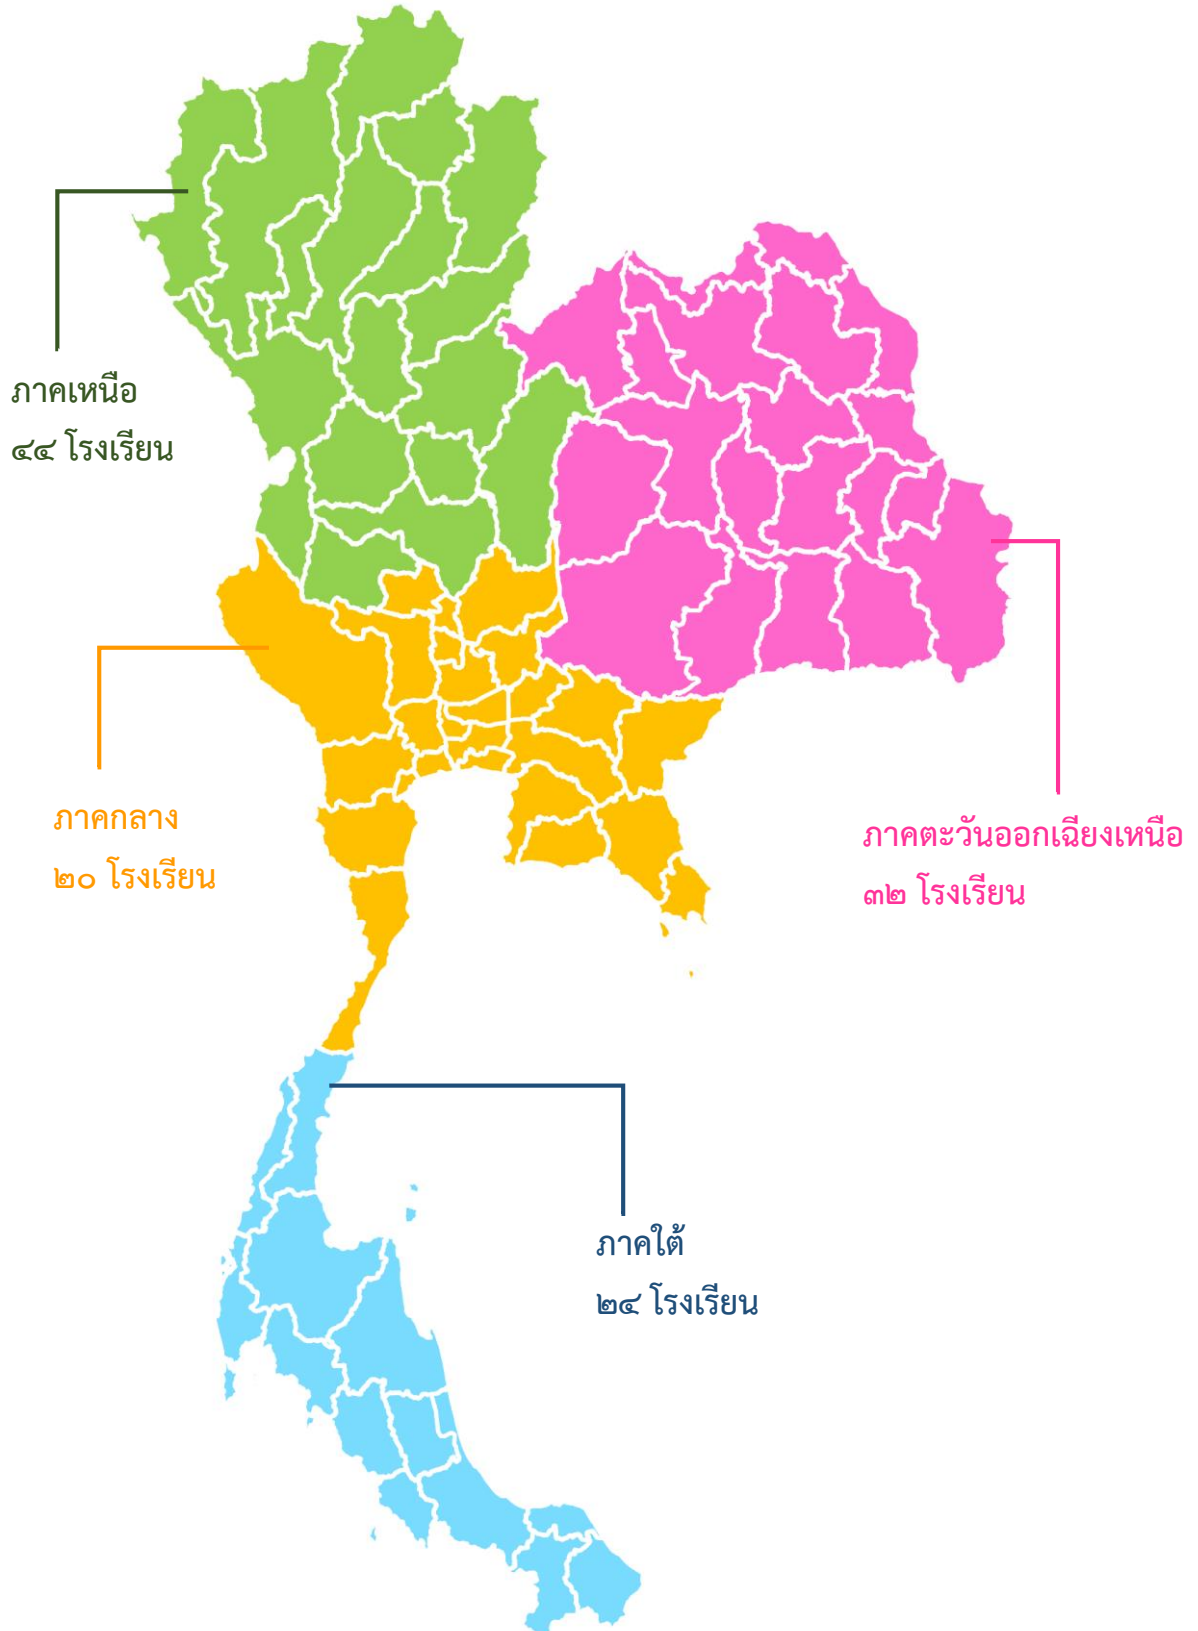 ภาคเหนือ
๔๔ โรงเรียน
ภาคกลาง
๒๐ โรงเรียน
ภาคตะวันออกเฉียงเหนือ
๓๒ โรงเรียน
ภาคใต้
๒๔ โรงเรียน